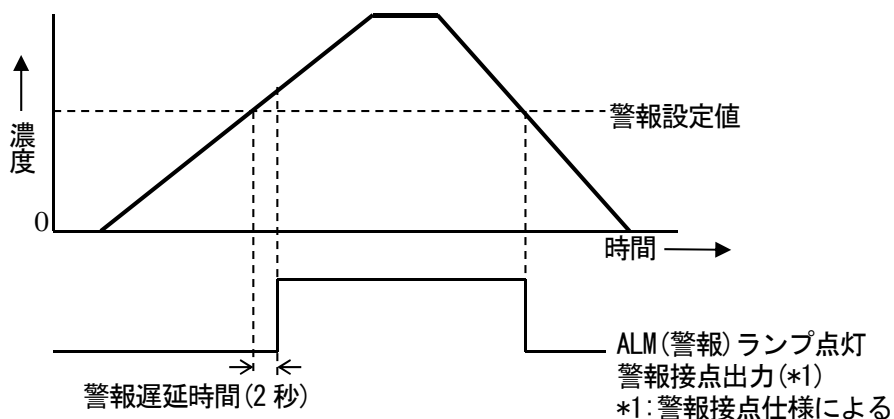 濃度
警報設定値
0
時間
ALM(警報)ランプ点灯
警報接点出力(*1)
*1:警報接点仕様による
警報遅延時間(2秒)